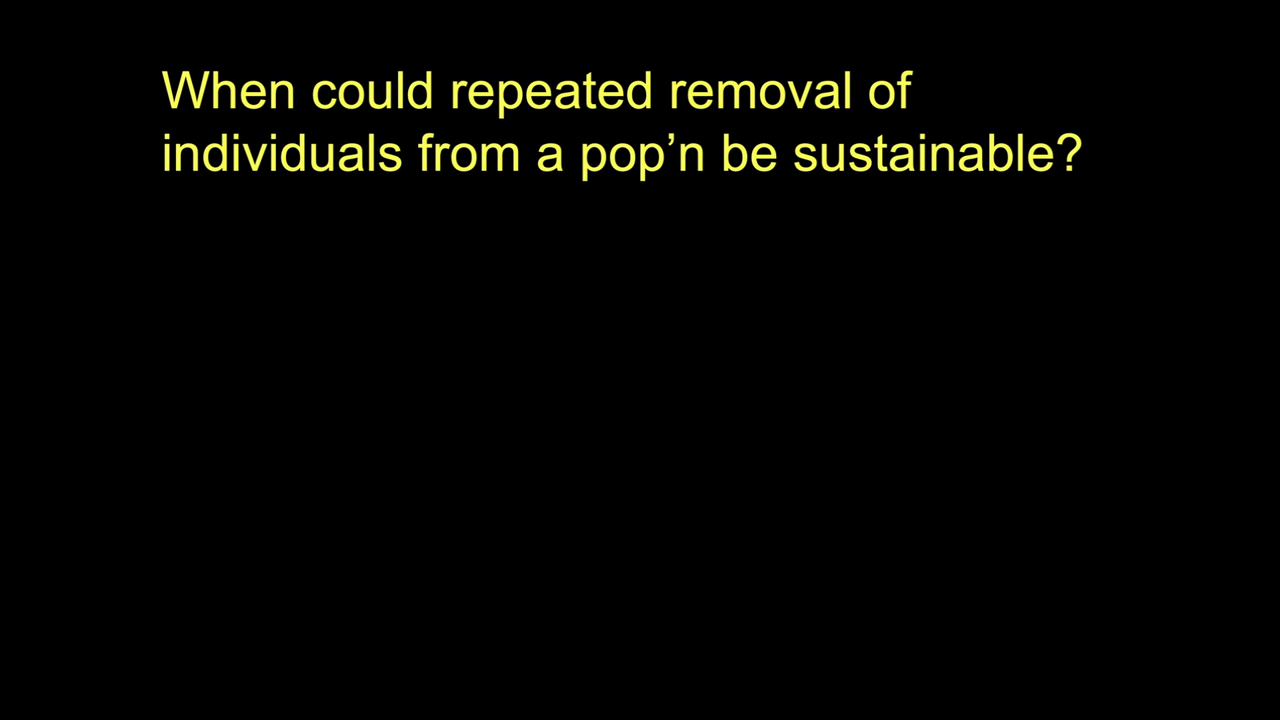 When could repeated removal of
individuals from a pop’n be sustainable?